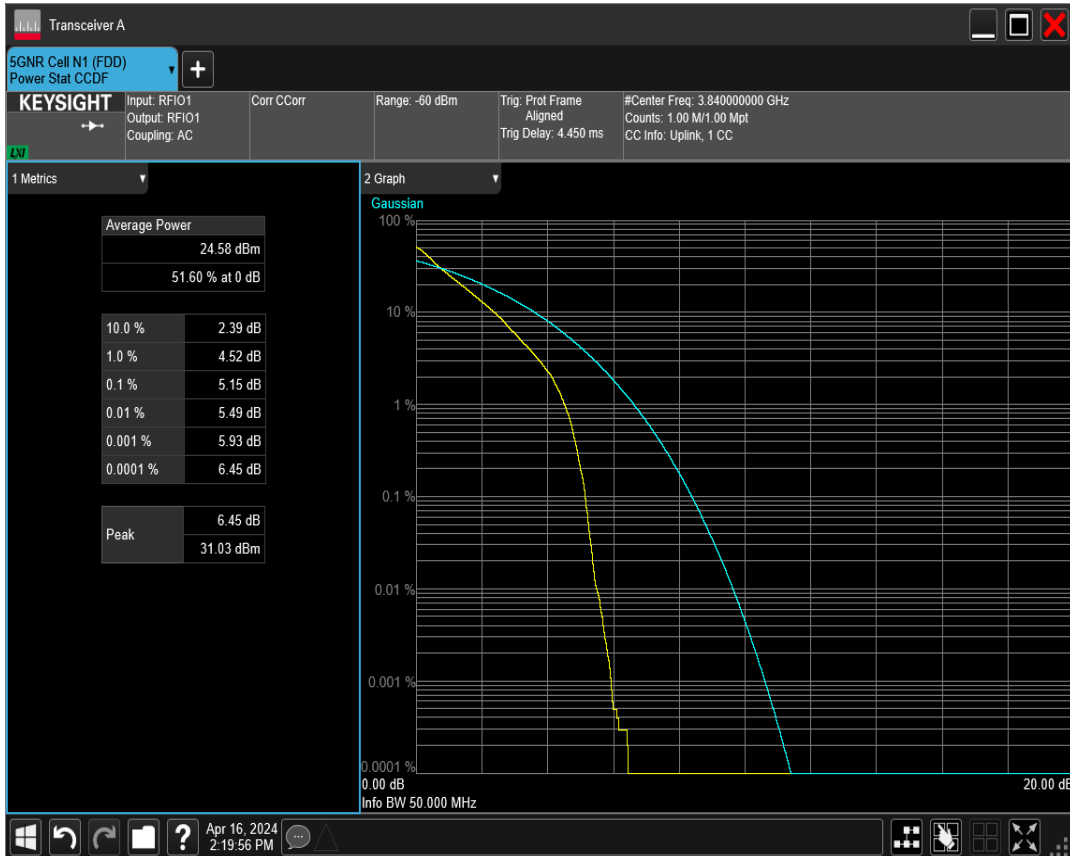 Transceiver A
5GNR Cell N1 (FDD)
Power Stat CCDF
KEYSIGHT
LXI
Input: RFIO1
Output: RFIO1
Coupling: AC
Corr CCorr
Range: -60 dBm
Trig: Prot Frame
Aligned
Trig Delay: 4.450 ms
#Center Freq: 3.840000000 GHz
Counts: 1.00 M/1.00 Mpt
CC Info: Uplink, 1 CC
1 Metrics
Average Power
24.58 dBm
51.60 % at 0 dB
10.0 % 2.39 dB
1.0 % 4.52 dB
0.1 % 5.15 dB
0.01 % 5.49 dB
0.001 % 5.93 dB
0.0001 % 6.45 dB
Peak
6.45 dB
31.03 dBm
2 Graph
Gaussian
100 %
10 %
1 %
0.1 %
0.01 %
0.001 %
0.0001 %
0.00 dB 20.00 dB
Info BW 50.000 MHz
Apr 16, 2024
2:19:56 PM